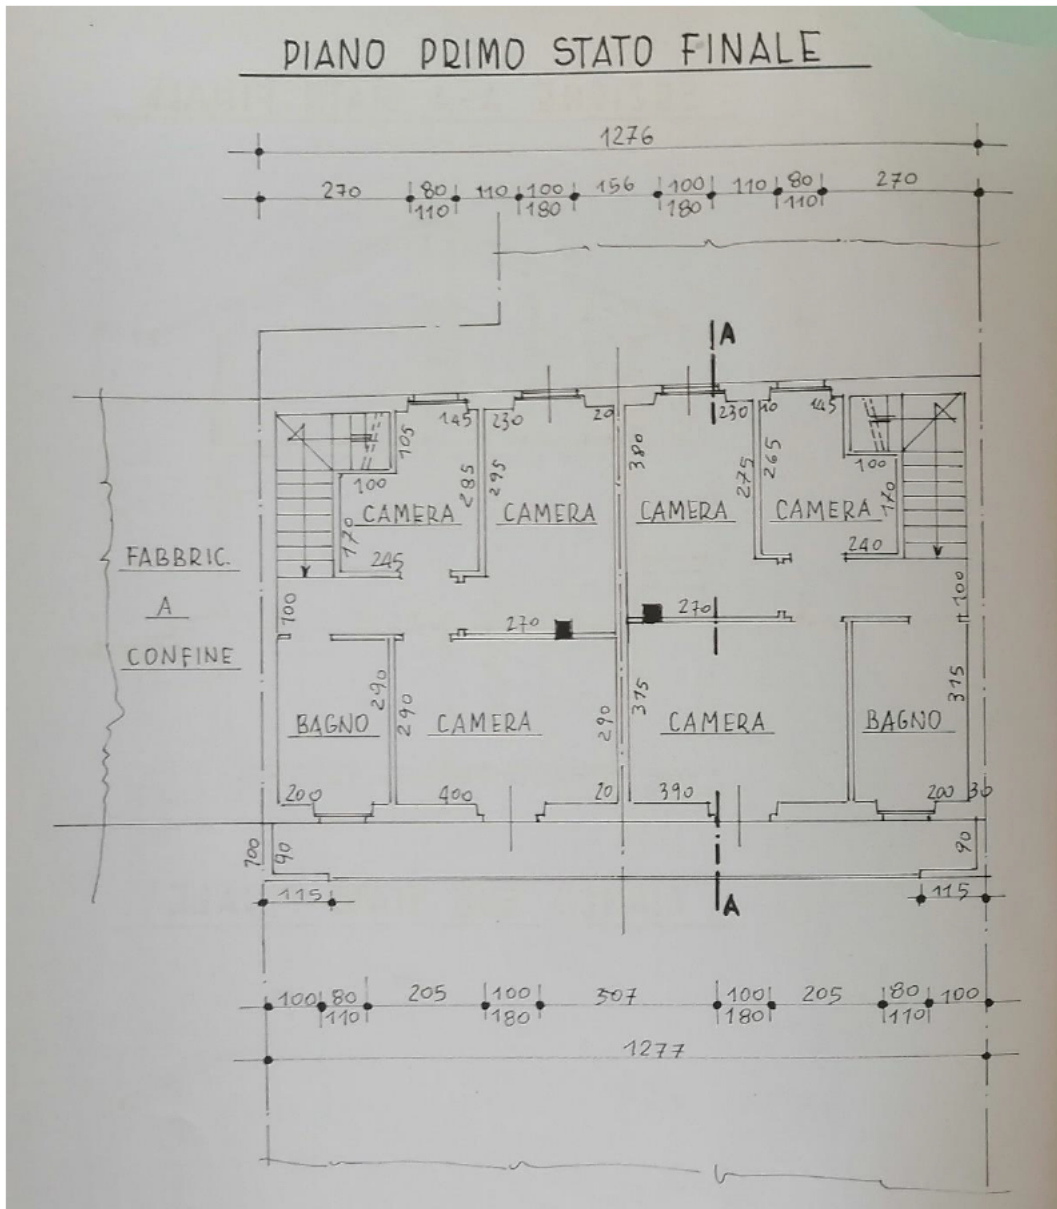 PIANO PRIMO STATO FINALE
1276
270 80 110 100 156 100 110 80 270
110 180 180 110
A
145 230 20 230 10 145
105 380
285 295 275 265
100 100
CAMERA CAMERA CAMERA CAMERA
170 170
245 240
FABBRIC.
A
CONFINE
100 100
270 270
290 290 290 315 315
BAGNO CAMERA CAMERA BAGNO
200 400 20 390 200 30
100 90 90
115 A 115
100 80 205 100 307 100 205 80 100
110 180 180 110
1277